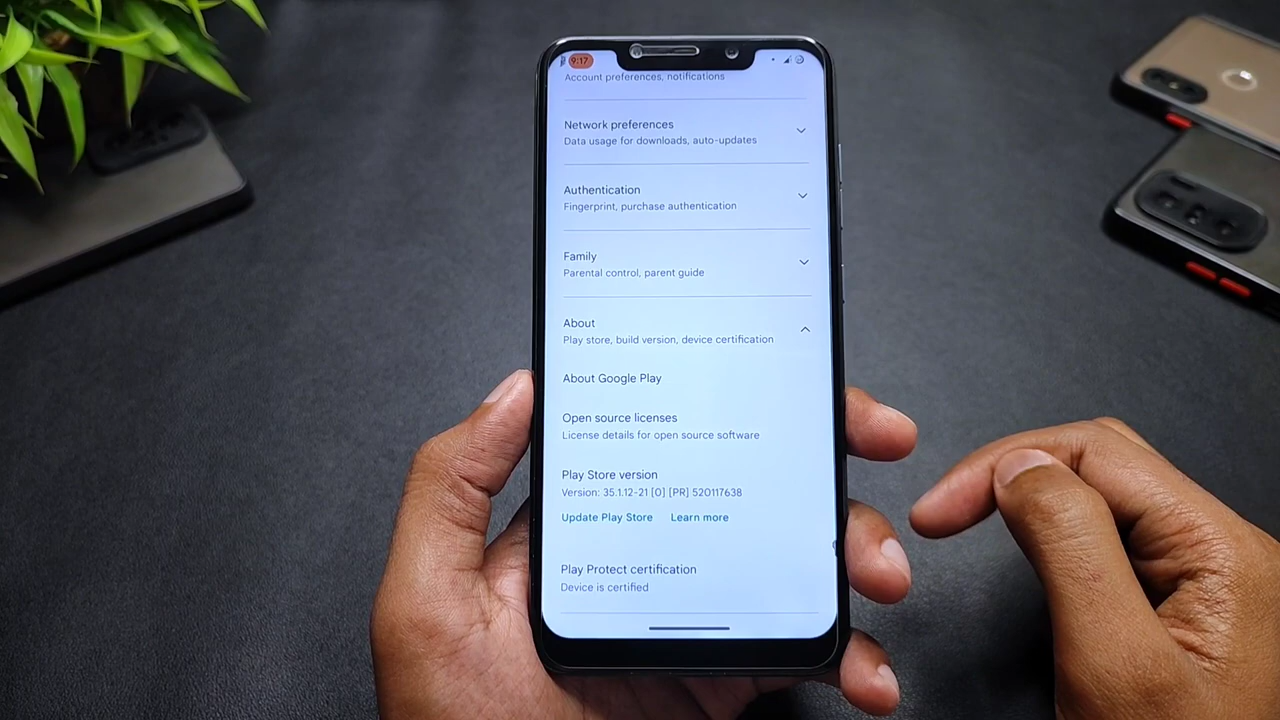 9:17
Account preferences, notifications
Network preferences
Data usage for downloads, auto-updates
Authentication
Fingerprint, purchase authentication
Family
Parental control, parent guide
About
Play store, build version, device certification
About Google Play
Open source licenses
License details for open source software
Play Store version
Version: 35.1.12-21 [0] [PR] 520117638
Update Play Store Learn more
Play Protect certification
Device is certified